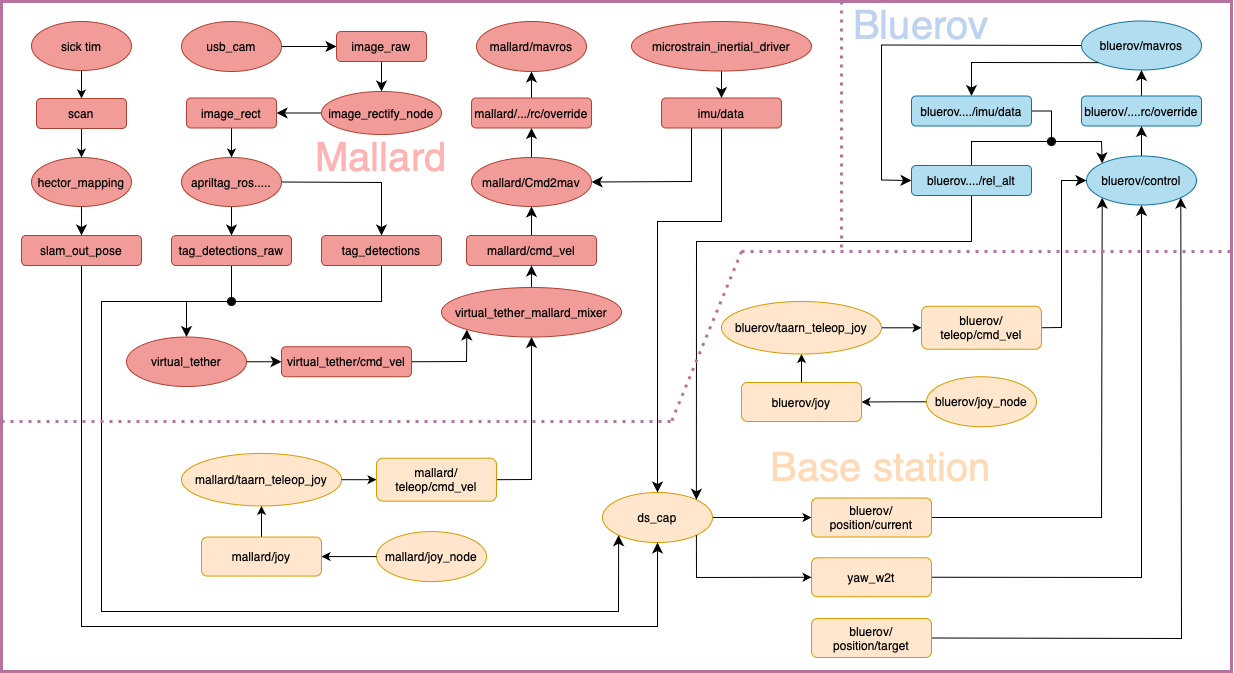 Bluerov
sick tim
usb_cam
image_raw
mallard/mavros
microstrain_inertial_driver
bluerov/mavros
scan
image_rect
image_rectify_node
mallard/.../rc/override
imu/data
bluerov..../imu/data
bluerov/....rc/override
Mallard
hector_mapping
apriltag_ros.....
mallard/Cmd2mav
bluerov..../rel_alt
bluerov/control
slam_out_pose
tag_detections_raw
tag_detections
mallard/cmd_vel
virtual_tether_mallard_mixer
bluerov/taarn_teleop_joy
bluerov/
teleop/cmd_vel
virtual_tether
virtual_tether/cmd_vel
bluerov/joy
bluerov/joy_node
Base station
mallard/taarn_teleop_joy
mallard/
teleop/cmd_vel
ds_cap
bluerov/
position/current
mallard/joy
mallard/joy_node
yaw_w2t
bluerov/
position/target